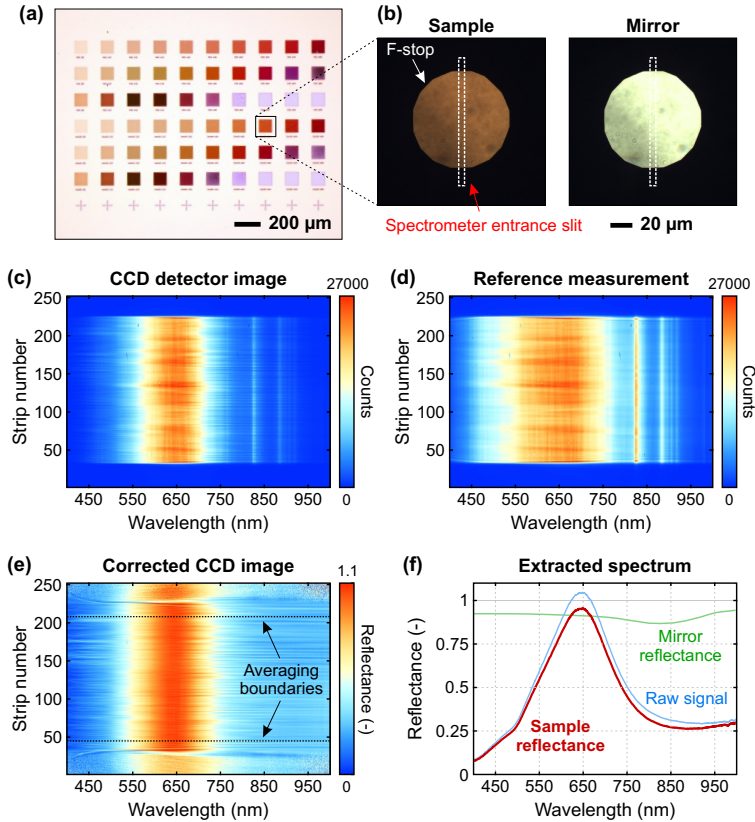 (a)
200 µm
(b)
Sample
Mirror
F-stop
Spectrometer entrance slit
20 µm
(c)
CCD detector image
27000
250
200
150
100
50
Strip number
450 550 650 750 850 950
Wavelength (nm)
Counts
0
(d)
Reference measurement
27000
250
200
150
100
50
Strip number
450 550 650 750 850 950
Wavelength (nm)
Counts
0
(e)
Corrected CCD image
1.1
250
200
150
100
50
Strip number
Averaging
boundaries
450 550 650 750 850 950
Wavelength (nm)
Reflectance (-)
0
(f)
Extracted spectrum
1
0.75
0.5
0.25
0
Reflectance (-)
Mirror
reflectance
Raw signal
Sample
reflectance
450 550 650 750 850 950
Wavelength (nm)